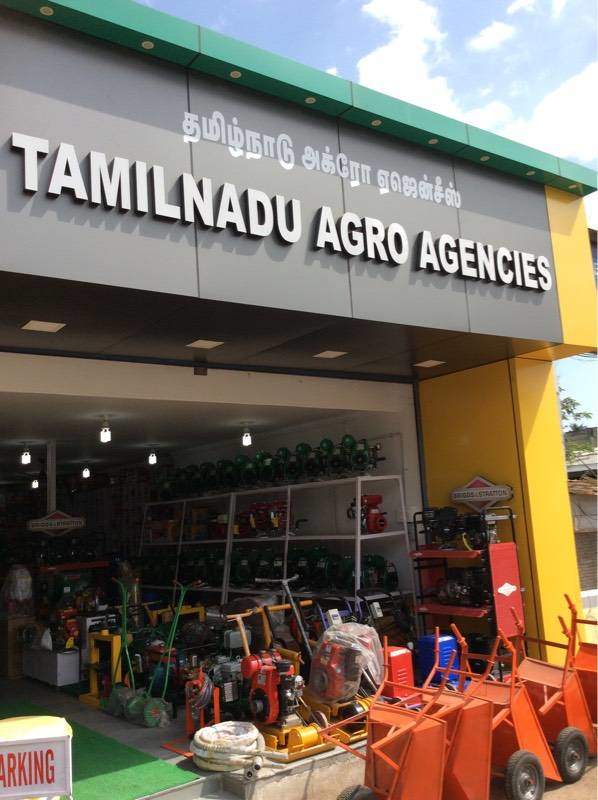 தமிழ்நாடு அக்ரோ ஏஜென்சீஸ்
TAMILNADU AGRO AGENCIES
BRIGGS & STRATTON
BRIGGS & STRATTON
ARKING